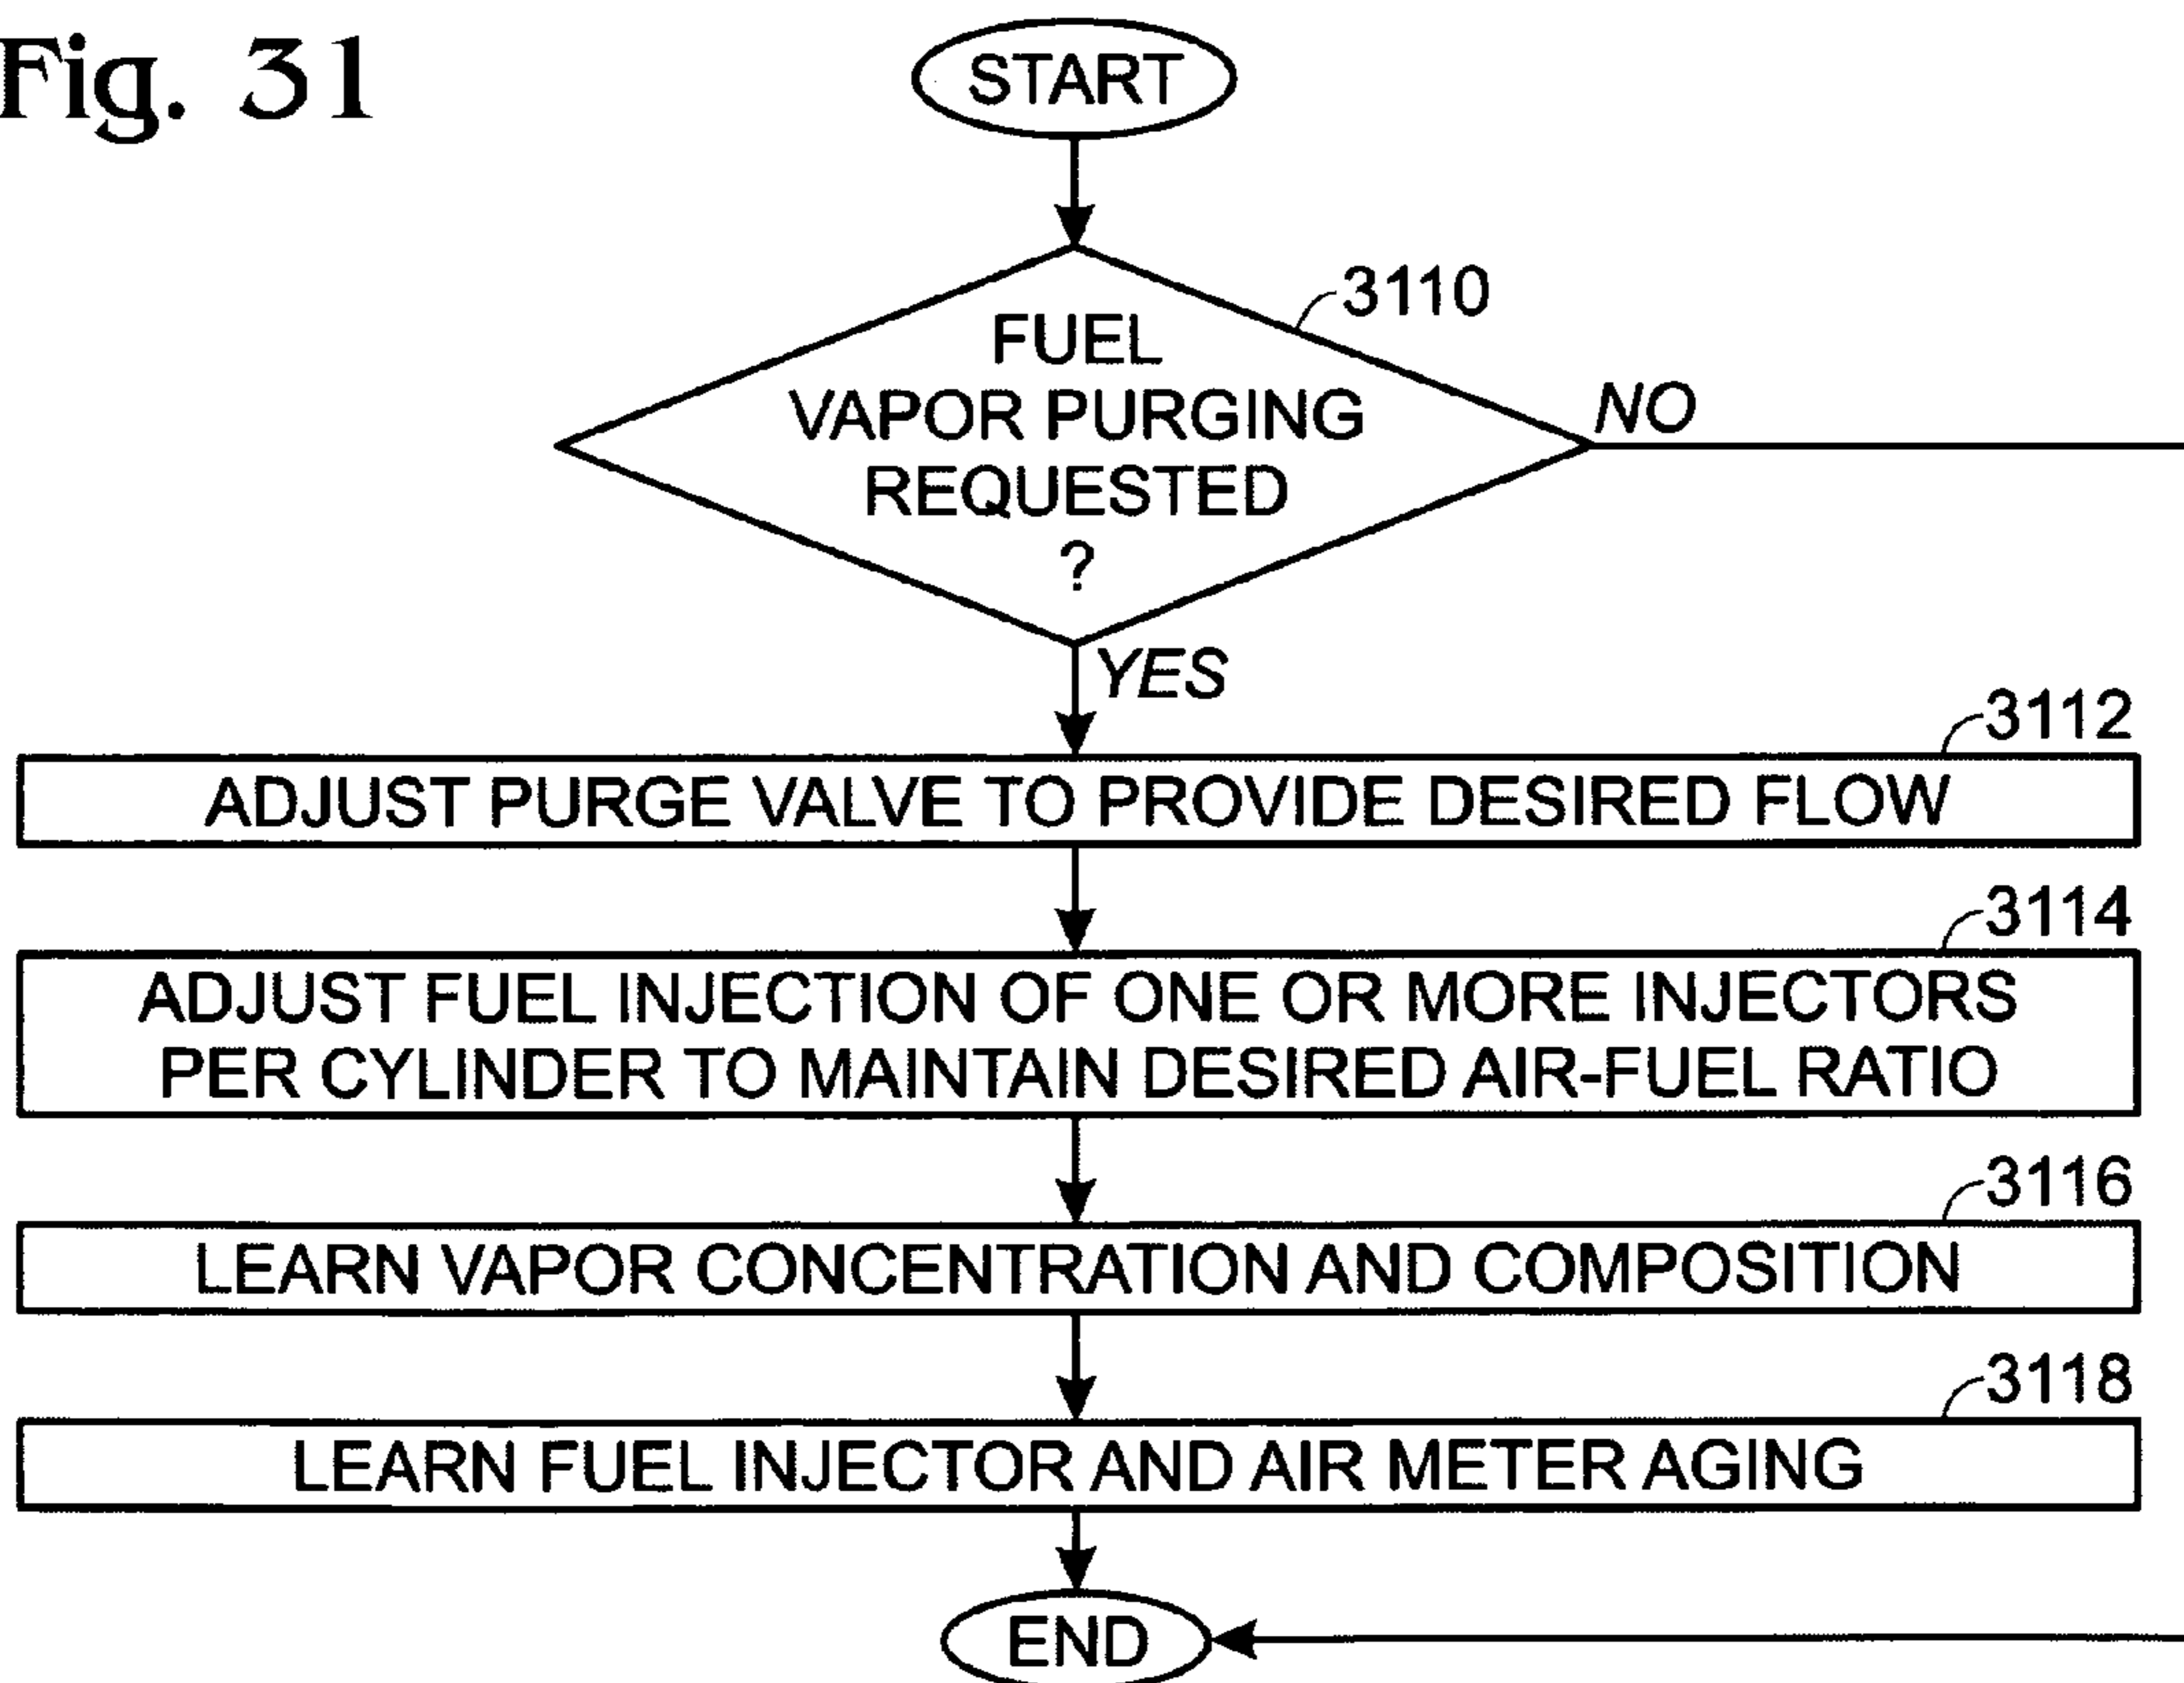 Fig. 31
START
3110
FUEL
VAPOR PURGING
REQUESTED
?
NO
YES
3112
ADJUST PURGE VALVE TO PROVIDE DESIRED FLOW
3114
ADJUST FUEL INJECTION OF ONE OR MORE INJECTORS
PER CYLINDER TO MAINTAIN DESIRED AIR-FUEL RATIO
3116
LEARN VAPOR CONCENTRATION AND COMPOSITION
3118
LEARN FUEL INJECTOR AND AIR METER AGING
END